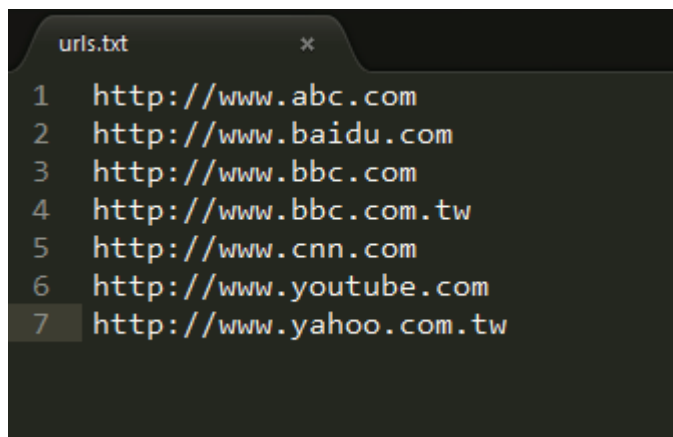 urls.txt ×
1 http://www.abc.com
2 http://www.baidu.com
3 http://www.bbc.com
4 http://www.bbc.com.tw
5 http://www.cnn.com
6 http://www.youtube.com
7 http://www.yahoo.com.tw